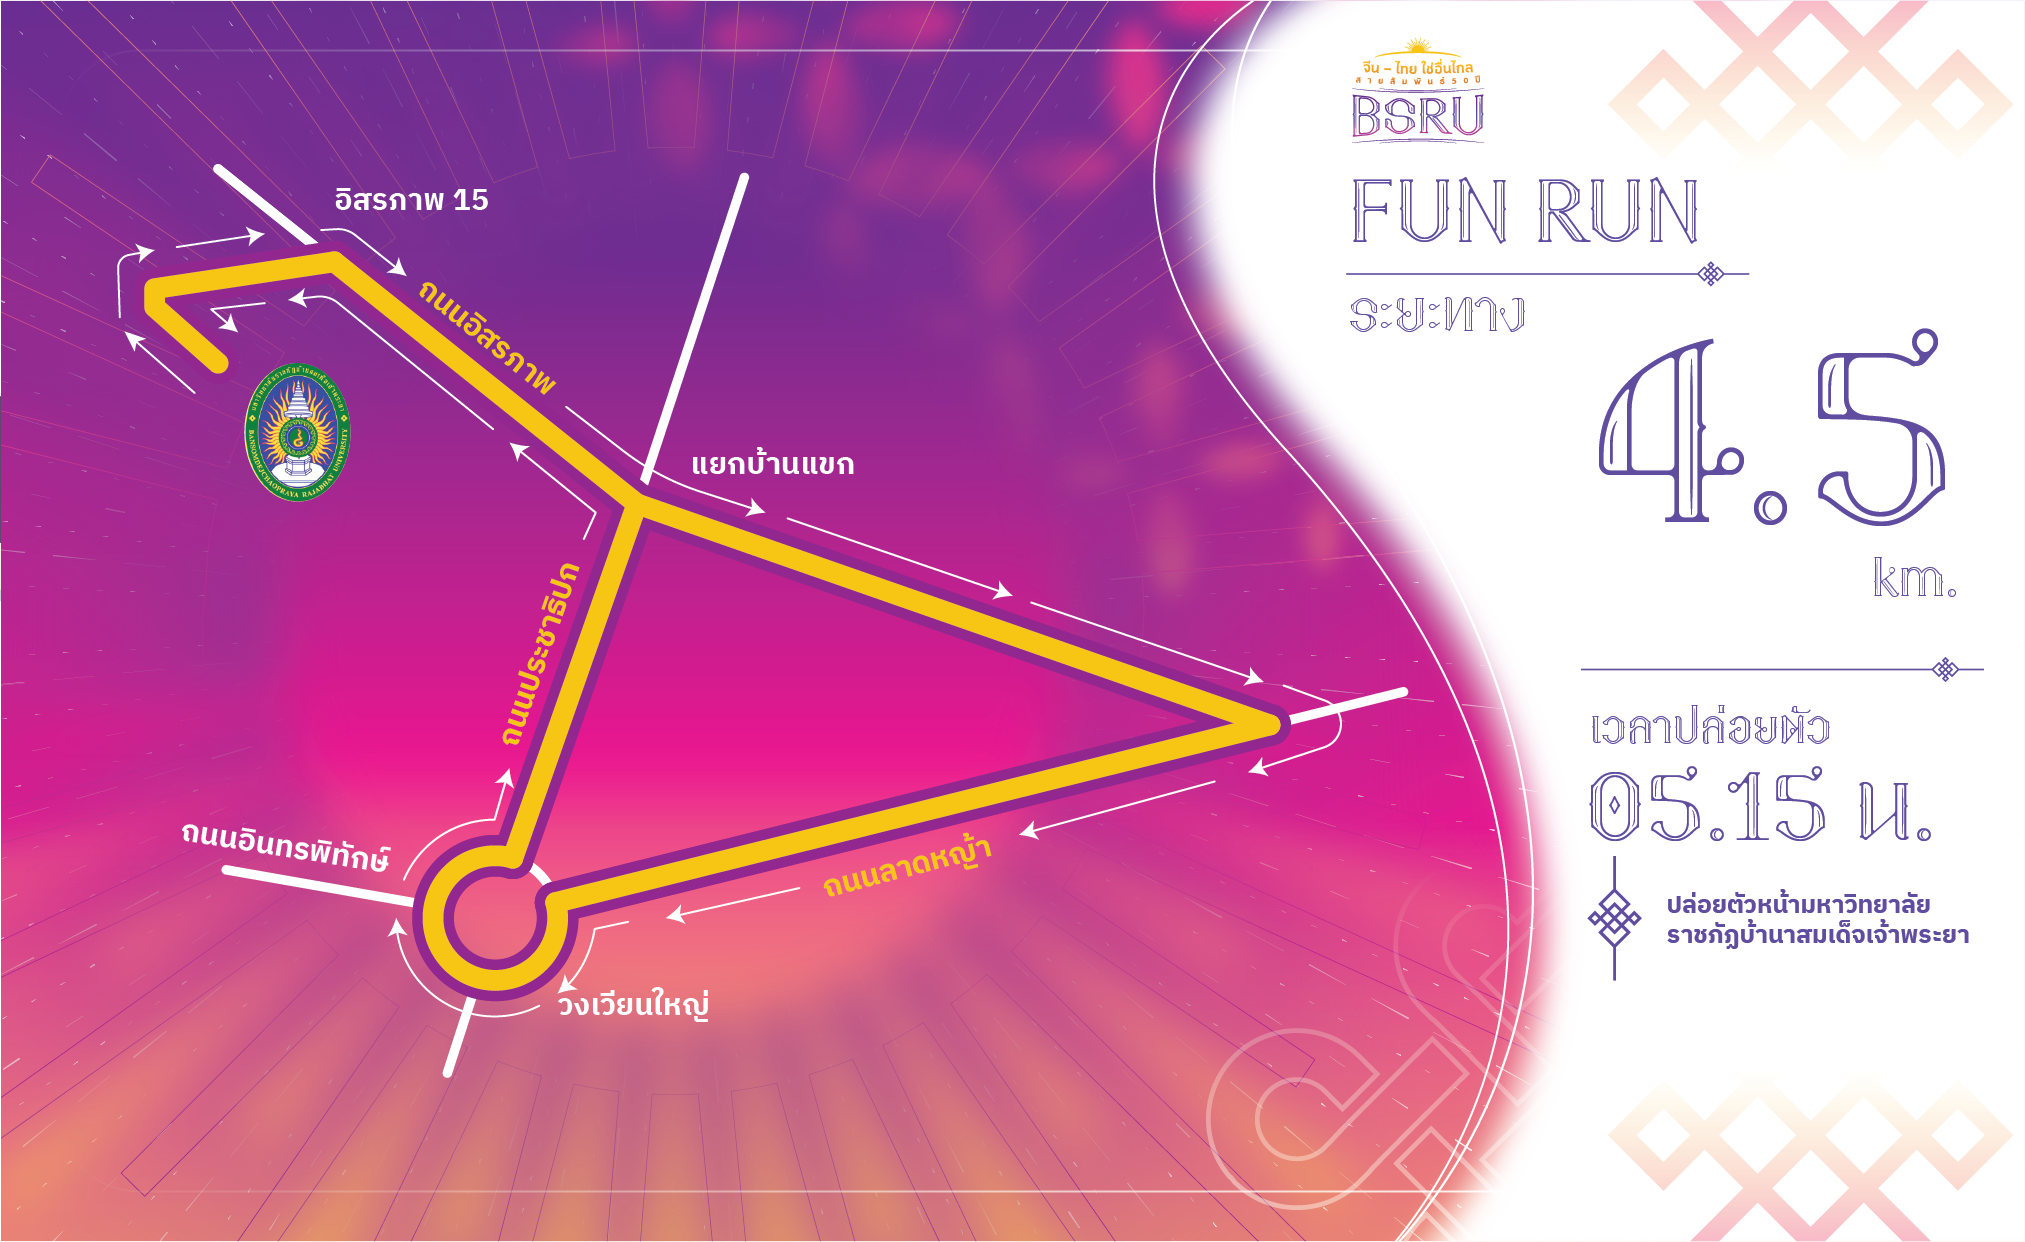 จีน – ไทย ใช่อื่นไกล
สายสัมพันธ์ 50 ปี
BSRU
FUN RUN
ระยะทาง
4.5
km.
เวลาปล่อยตัว
05.15 น.
ปล่อยตัวหน้ามหาวิทยาลัย
ราชภัฏบ้านาสมเด็จเจ้าพระยา
อิสรภาพ 15
ถนนอิสรภาพ
แยกบ้านแขก
ถนนประชาธิปก
ถนนอินทรพิทักษ์
ถนนลาดหญ้า
วงเวียนใหญ่
BANSOMDEJCHAOPRAYA RAJABHAT UNIVERSITY